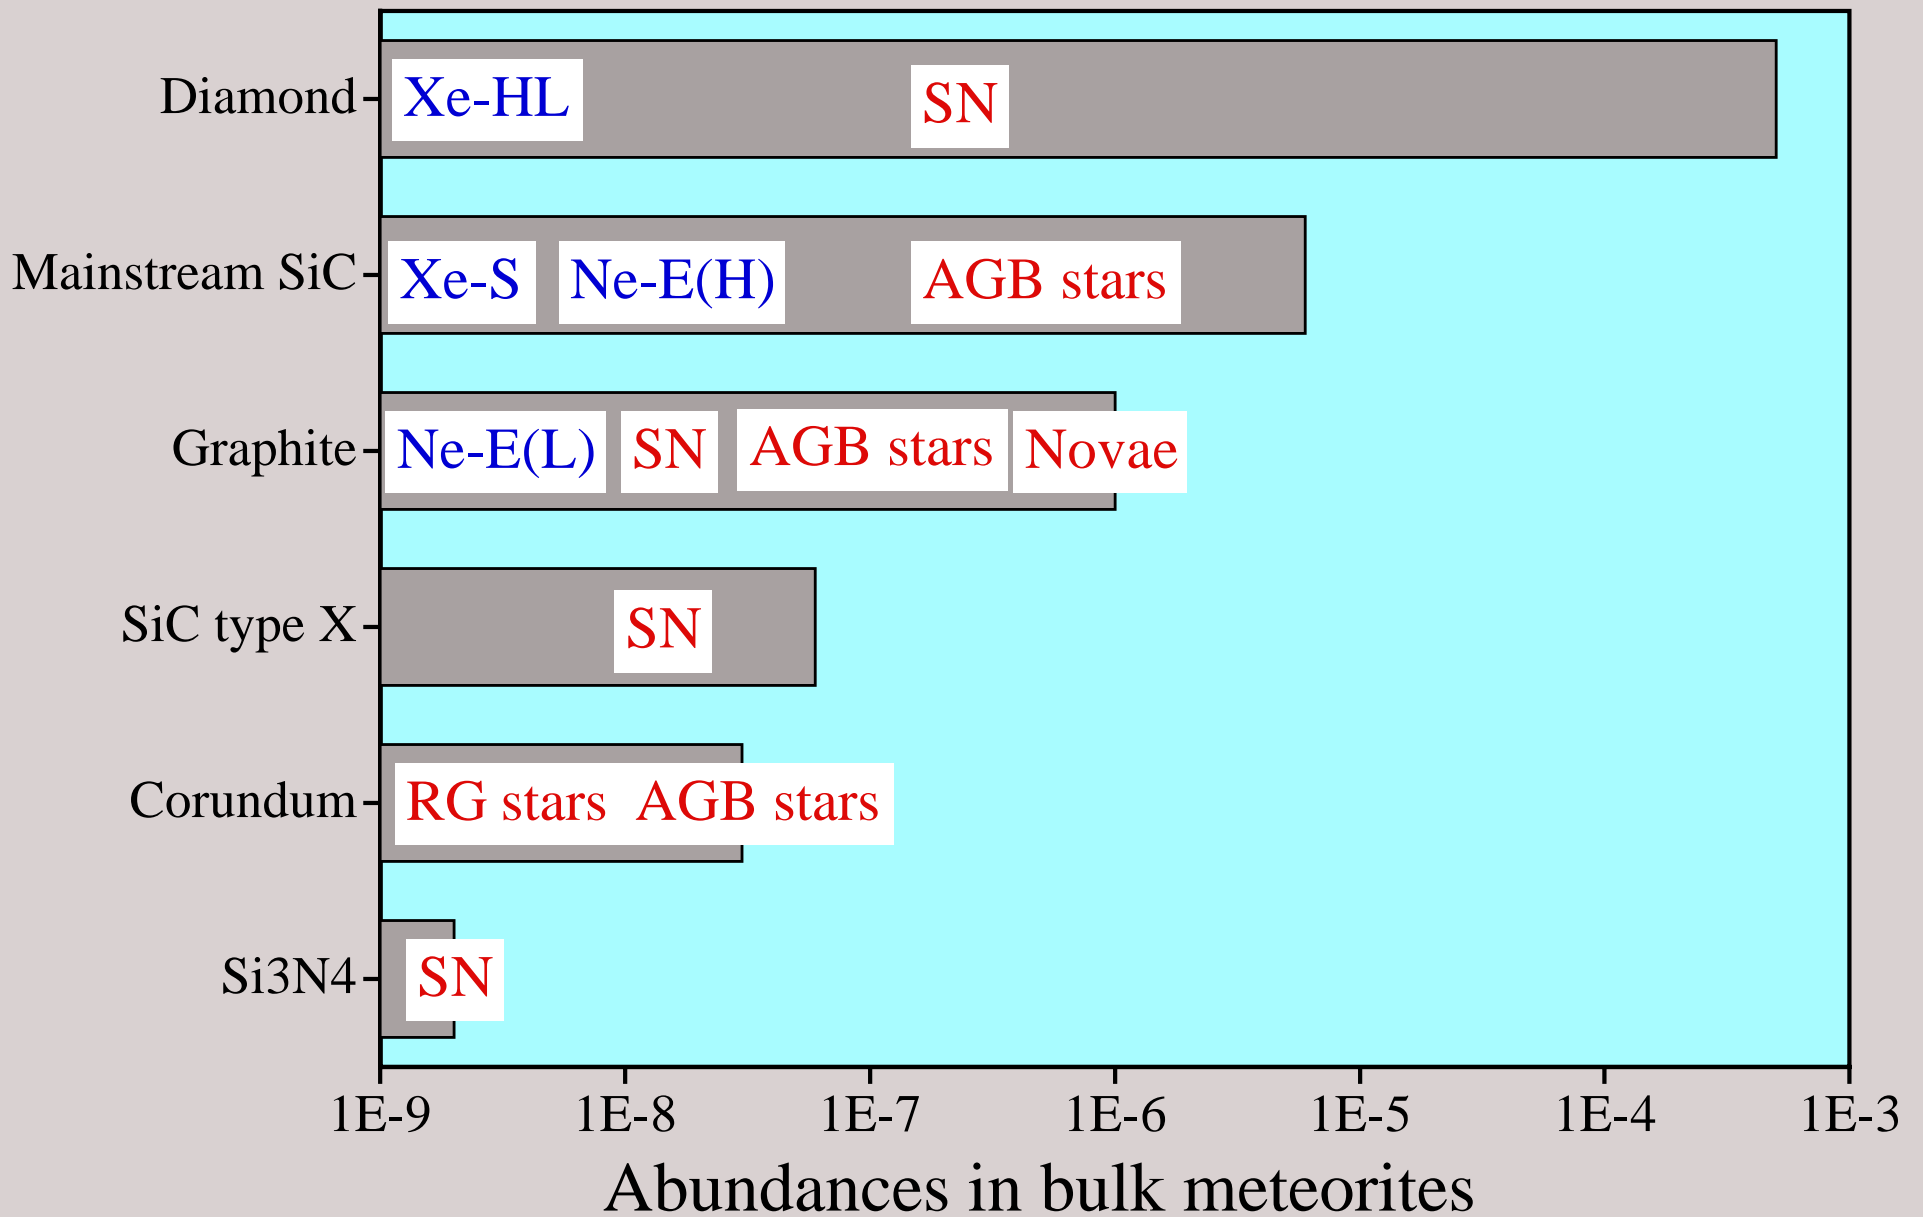 Diamond Xe-HL SN
Mainstream SiC Xe-S Ne-E(H) AGB stars
Graphite Ne-E(L) SN AGB stars Novae
SiC type X SN
Corundum RG stars AGB stars
Si3N4 SN
1E-9 1E-8 1E-7 1E-6 1E-5 1E-4 1E-3
Abundances in bulk meteorites